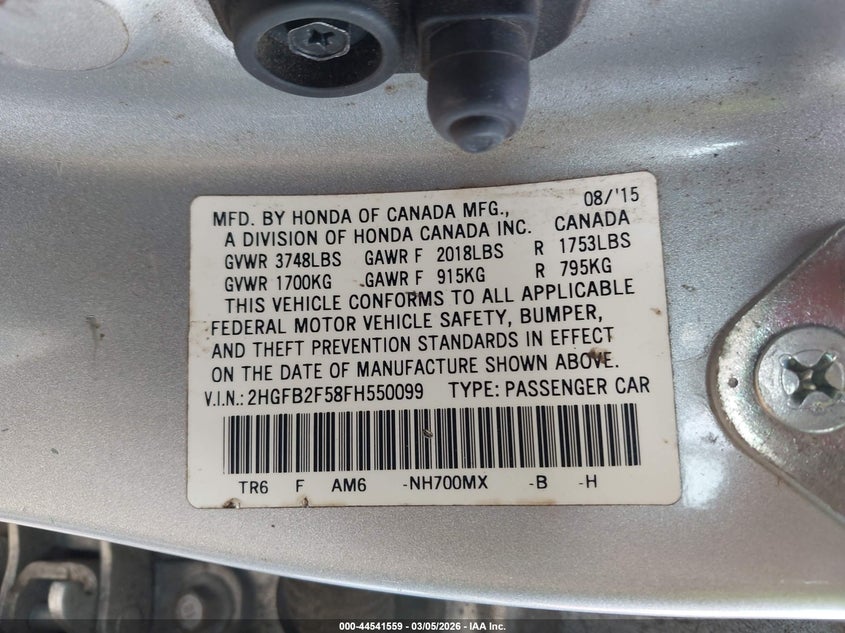 08/'15
MFD. BY HONDA OF CANADA MFG.,
A DIVISION OF HONDA CANADA INC. CANADA
GVWR 3748LBS GAWR F 2018LBS R 1753LBS
GVWR 1700KG GAWR F 915KG R 795KG
THIS VEHICLE CONFORMS TO ALL APPLICABLE
FEDERAL MOTOR VEHICLE SAFETY, BUMPER,
AND THEFT PREVENTION STANDARDS IN EFFECT
ON THE DATE OF MANUFACTURE SHOWN ABOVE.
V.I.N.: 2HGFB2F58FH550099 TYPE: PASSENGER CAR
TR6 F AM6 -NH700MX -B -H
000-44541559 — 03/05/2026 — IAA Inc.